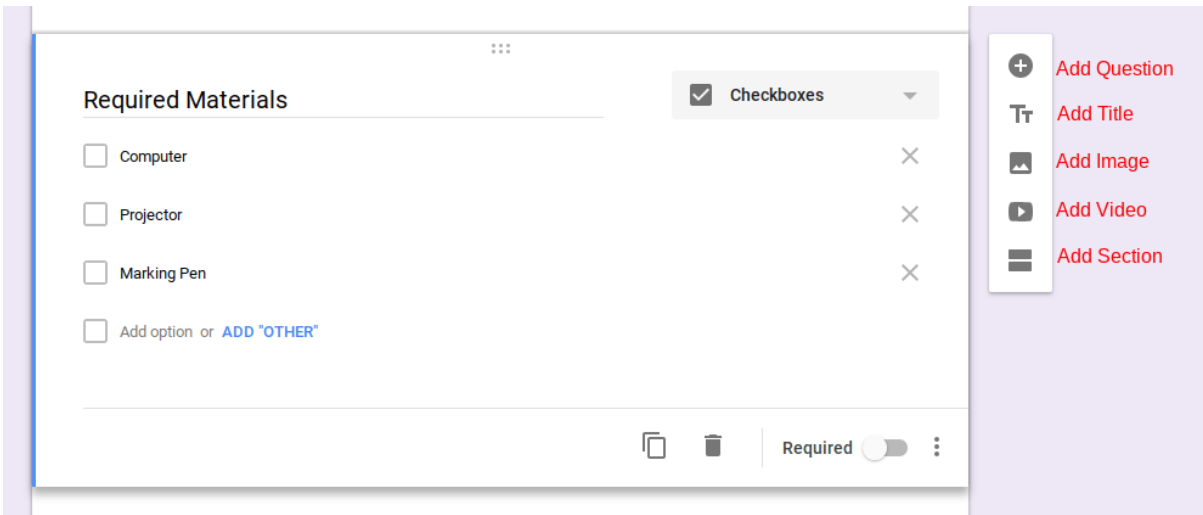 Required Materials
Checkboxes
Computer
Projector
Marking Pen
Add option or ADD "OTHER"
Required
Tт
Add Question
Add Title
Add Image
Add Video
Add Section